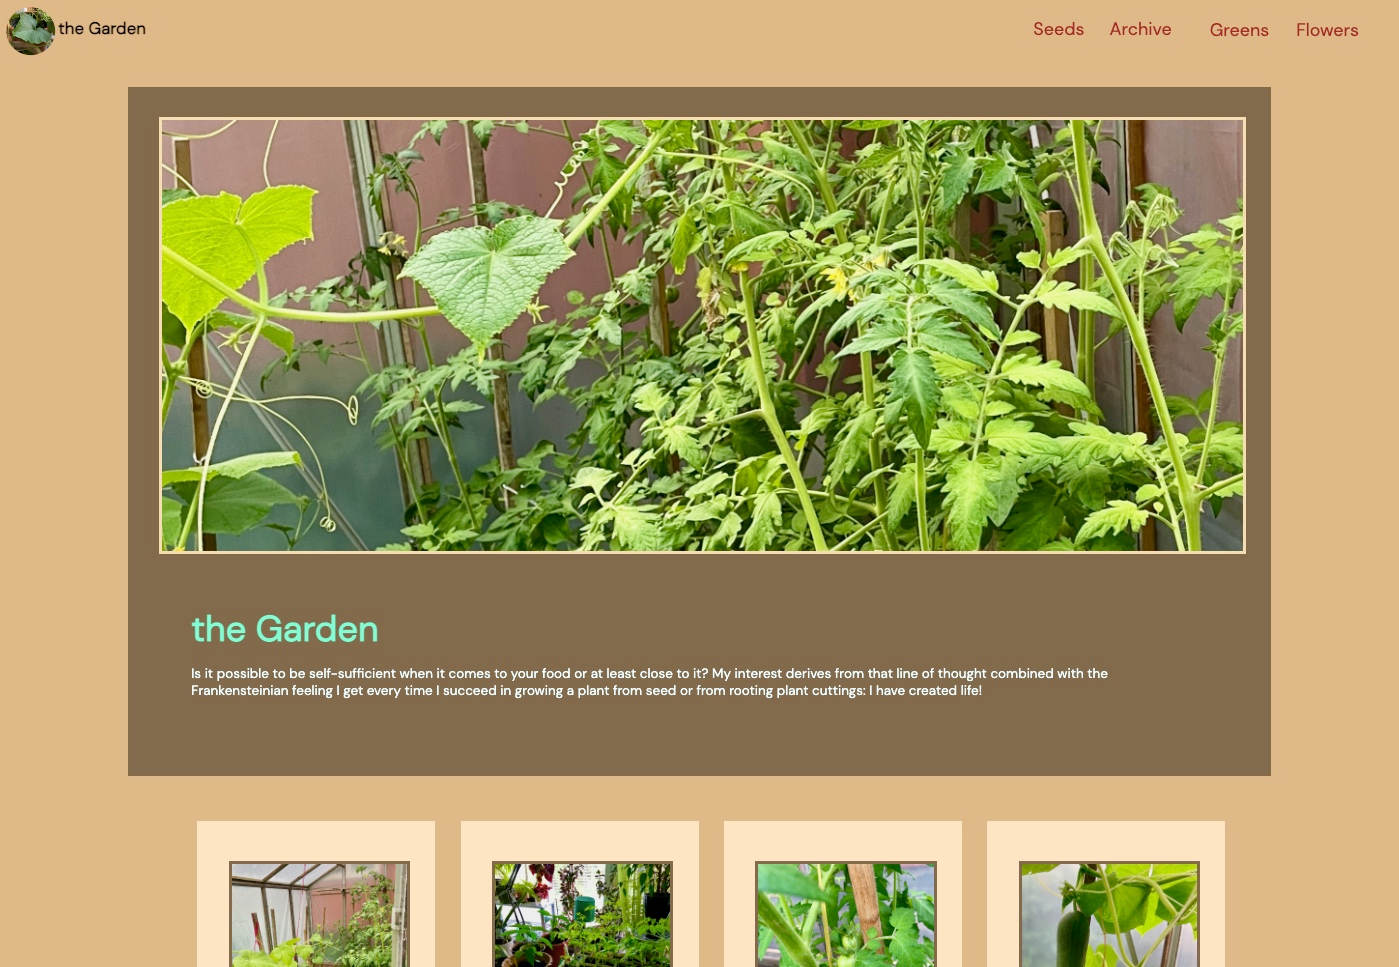 the Garden
Seeds Archive Greens Flowers
the Garden
Is it possible to be self-sufficient when it comes to your food or at least close to it? My interest derives from that line of thought combined with the
Frankensteinian feeling I get every time I succeed in growing a plant from seed or from rooting plant cuttings: I have created life!